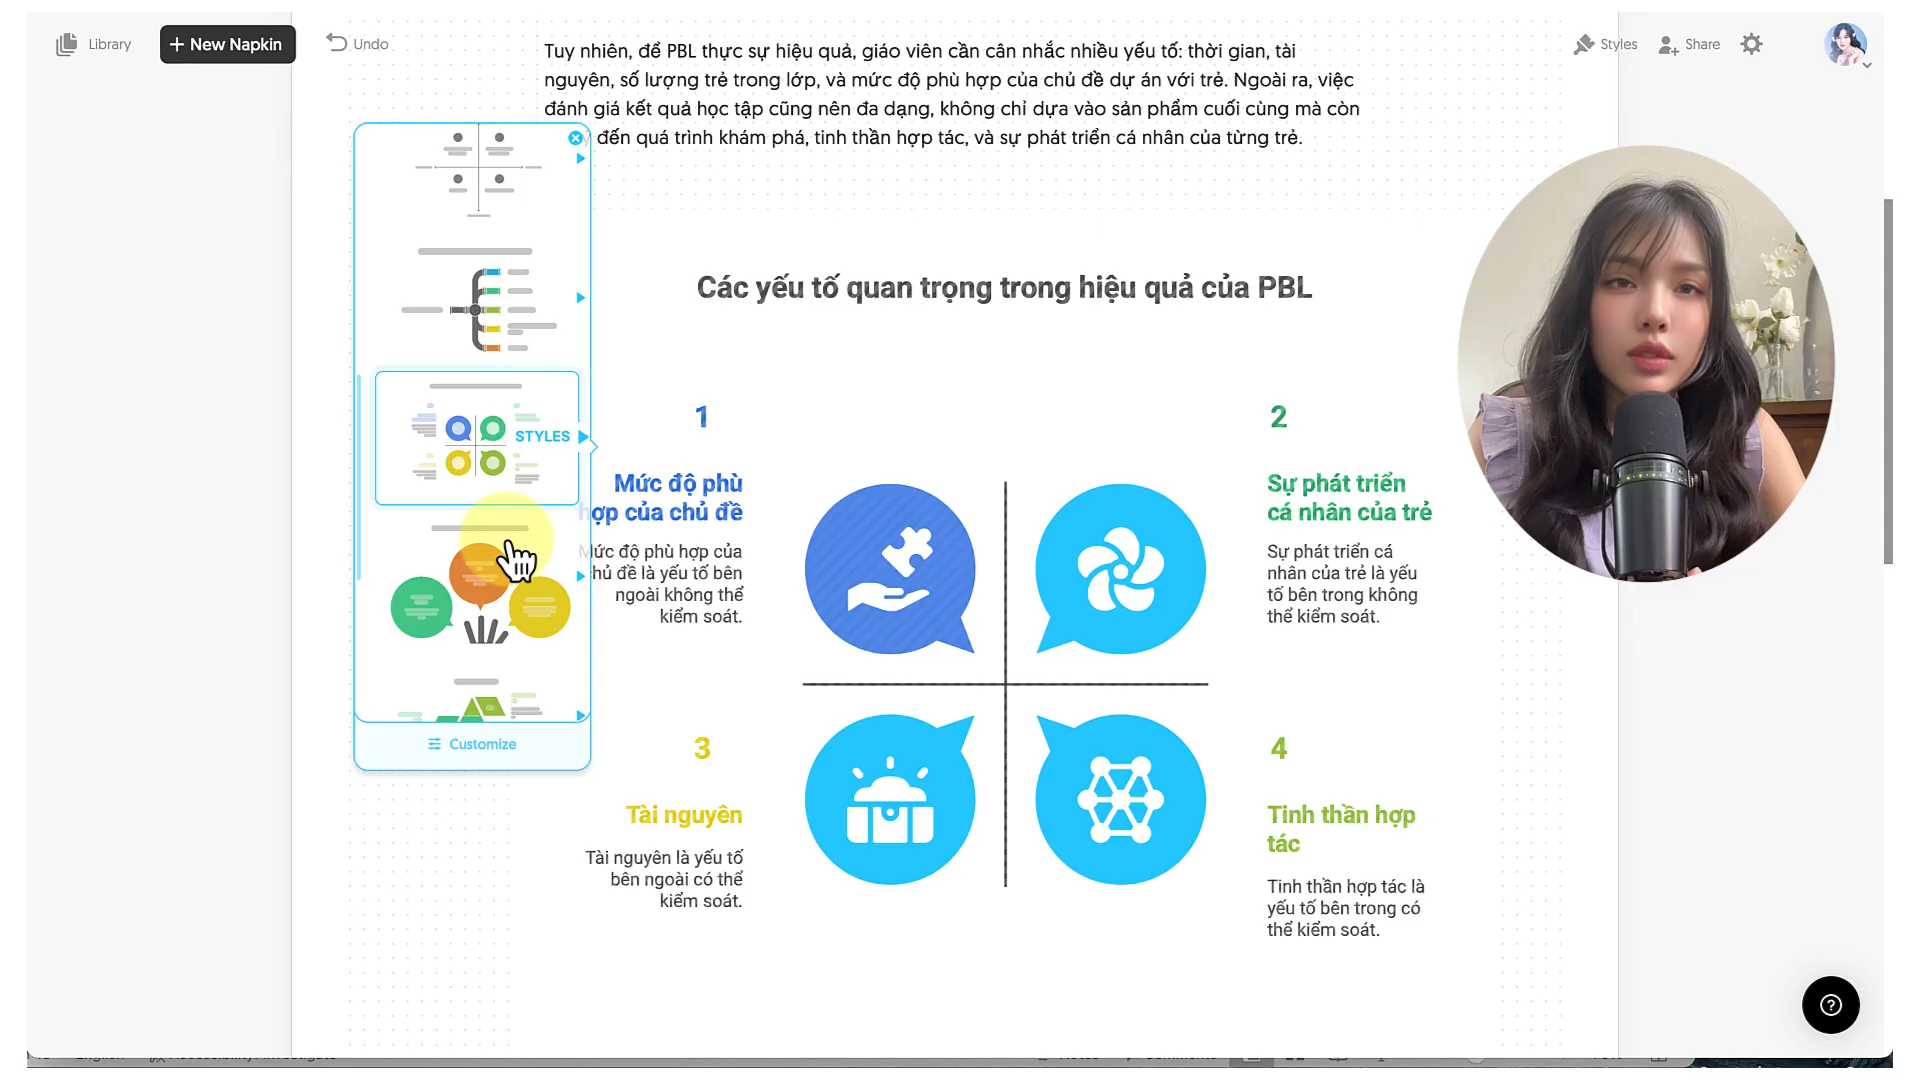 Library
+ New Napkin
Undo
Styles
Share
Tuy nhiên, để PBL thực sự hiệu quả, giáo viên cần cân nhắc nhiều yếu tố: thời gian, tài
nguyên, số lượng trẻ trong lớp, và mức độ phù hợp của chủ đề dự án với trẻ. Ngoài ra, việc
đánh giá kết quả học tập cũng nên đa dạng, không chỉ dựa vào sản phẩm cuối cùng mà còn
đến quá trình khám phá, tinh thần hợp tác, và sự phát triển cá nhân của từng trẻ.
STYLES
Customize
Các yếu tố quan trọng trong hiệu quả của PBL
1
Mức độ phù
hợp của chủ đề
Mức độ phù hợp của
chủ đề là yếu tố bên
ngoài không thể
kiểm soát.
2
Sự phát triển
cá nhân của trẻ
Sự phát triển cá
nhân của trẻ là yếu
tố bên trong không
thể kiểm soát.
3
Tài nguyên
Tài nguyên là yếu tố
bên ngoài có thể
kiểm soát.
4
Tinh thần hợp
tác
Tinh thần hợp tác là
yếu tố bên trong có
thể kiểm soát.